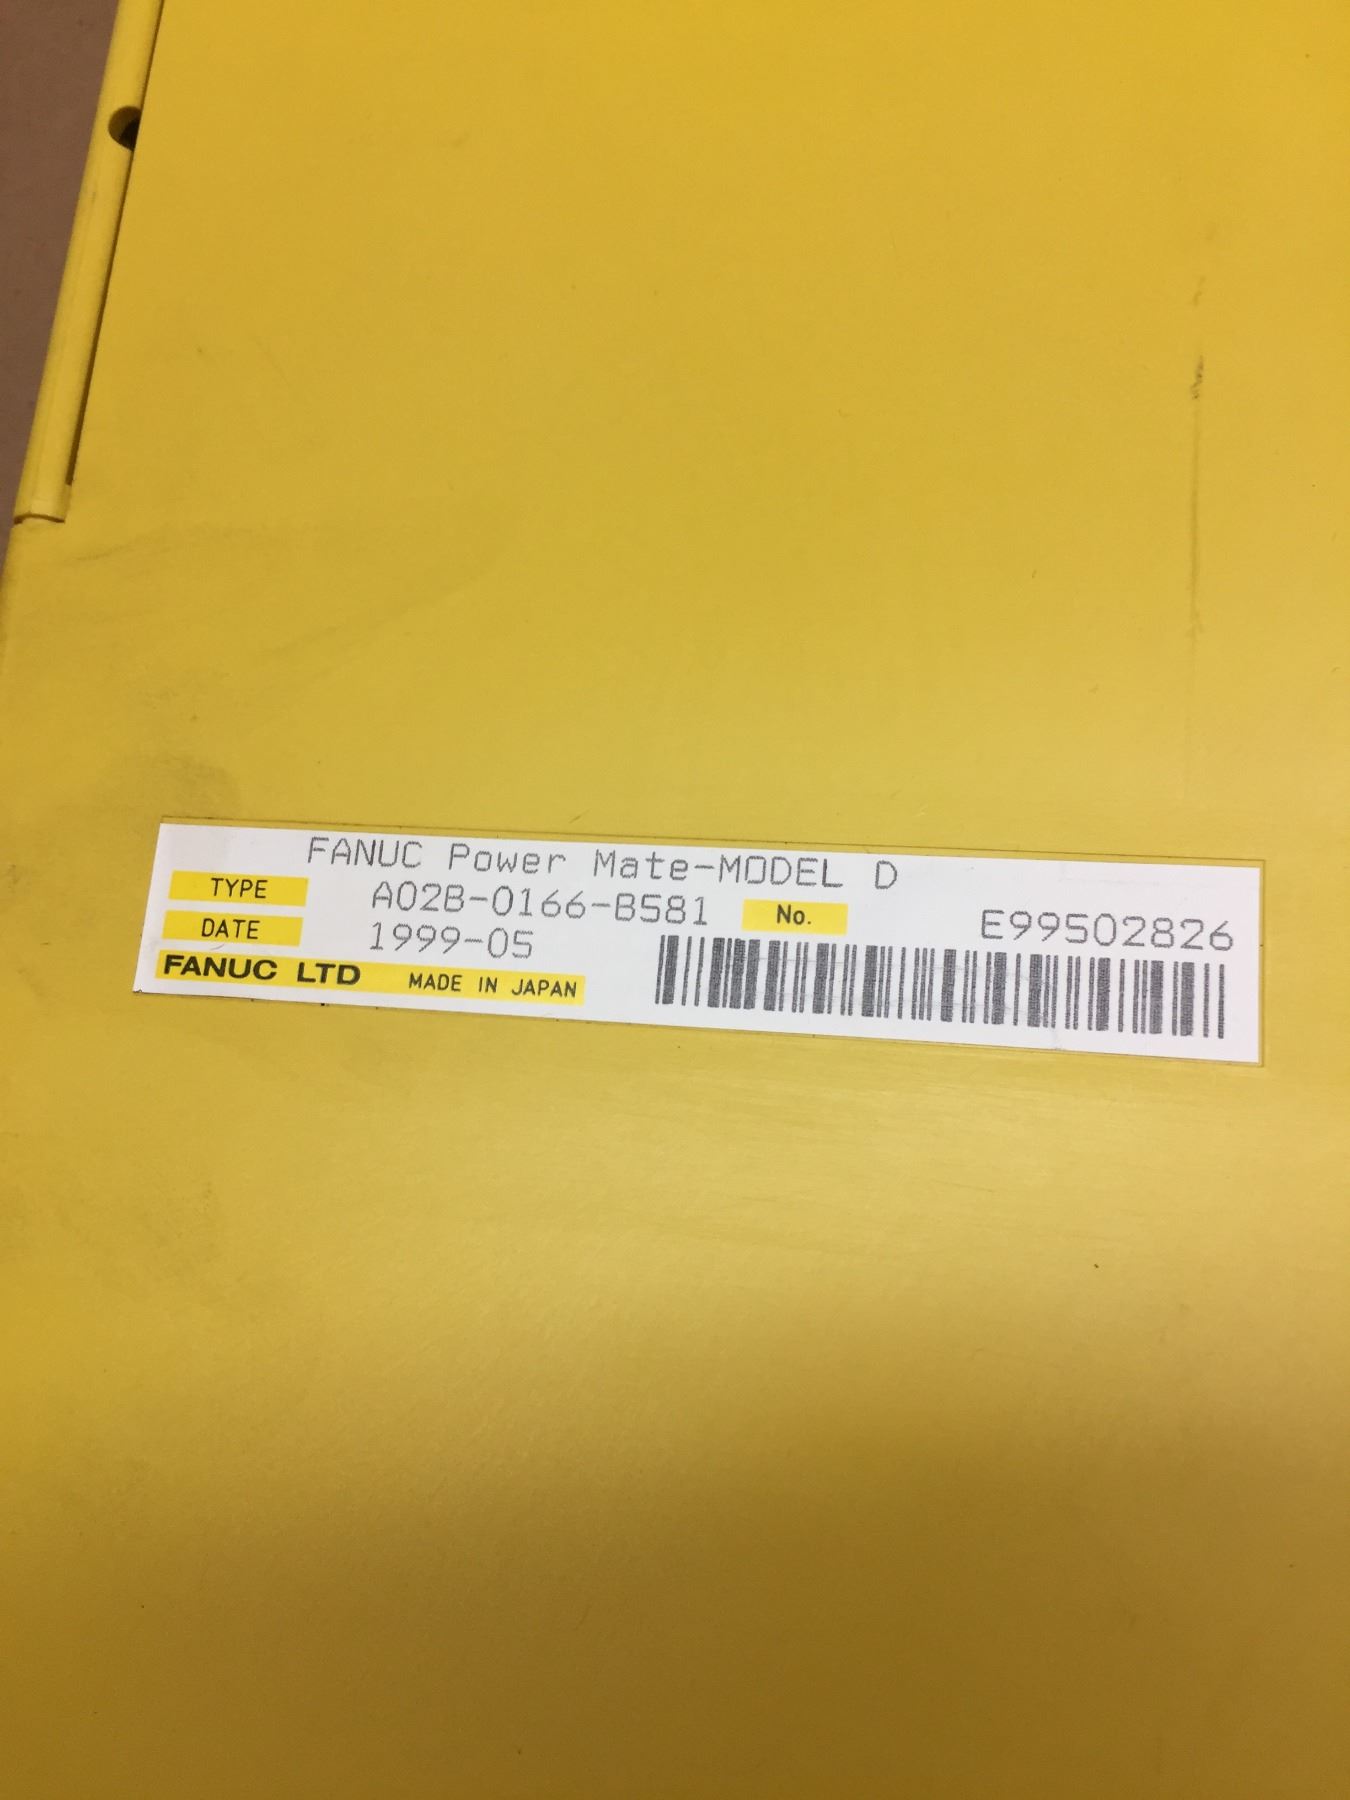 FANUC Power Mate-MODEL D
TYPE A02B-0166-B581 No. E99502826
DATE 1999-05
FANUC LTD MADE IN JAPAN